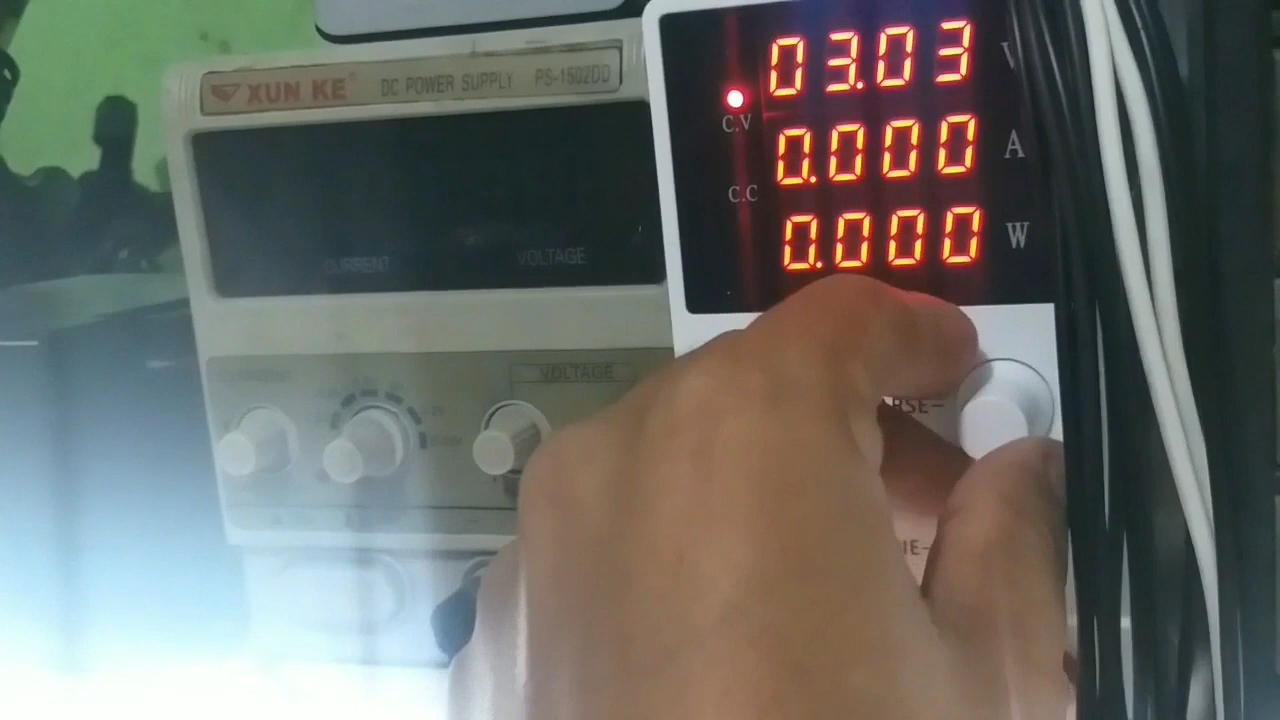 XUN KE® DC POWER SUPPLY PS-1502DD
CURRENT VOLTAGE
VOLTAGE
03.03 V
C.V
0.000 A
C.C
0.000 W